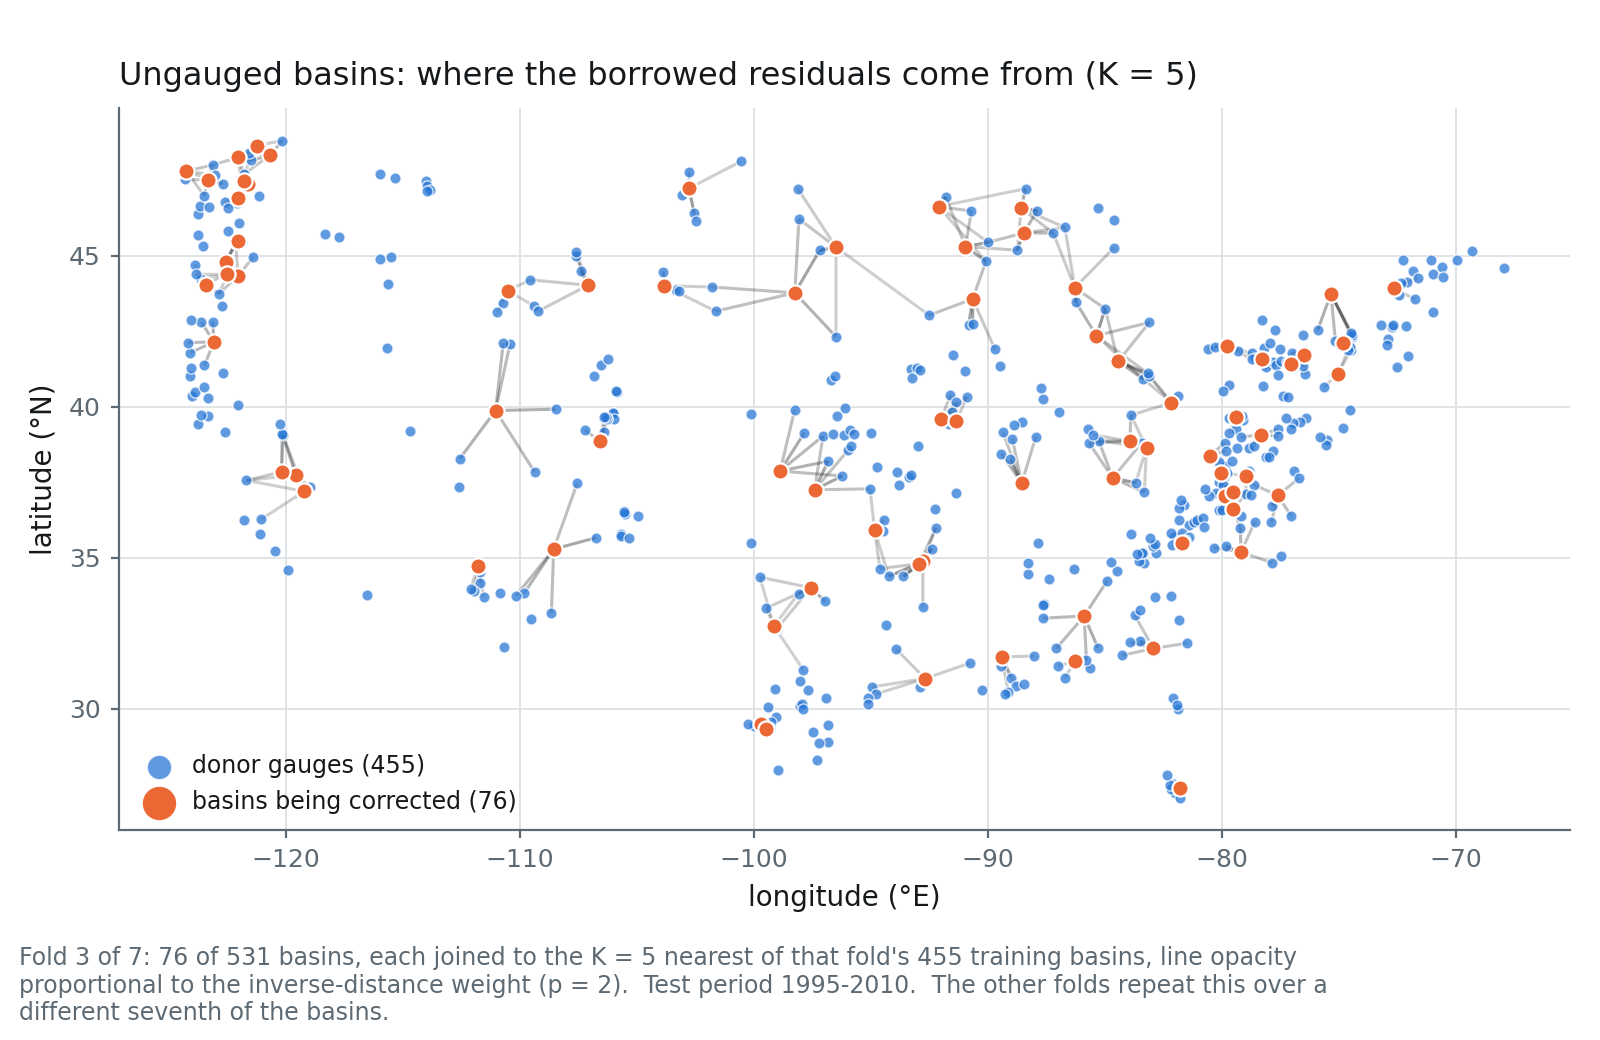 Ungauged basins: where the borrowed residuals come from (K = 5)
latitude (°N)
45
40
35
30
donor gauges (455)
basins being corrected (76)
−120
−110
−100
−90
−80
−70
longitude (°E)
Fold 3 of 7: 76 of 531 basins, each joined to the K = 5 nearest of that fold's 455 training basins, line opacity
proportional to the inverse-distance weight (p = 2).  Test period 1995-2010.  The other folds repeat this over a
different seventh of the basins.